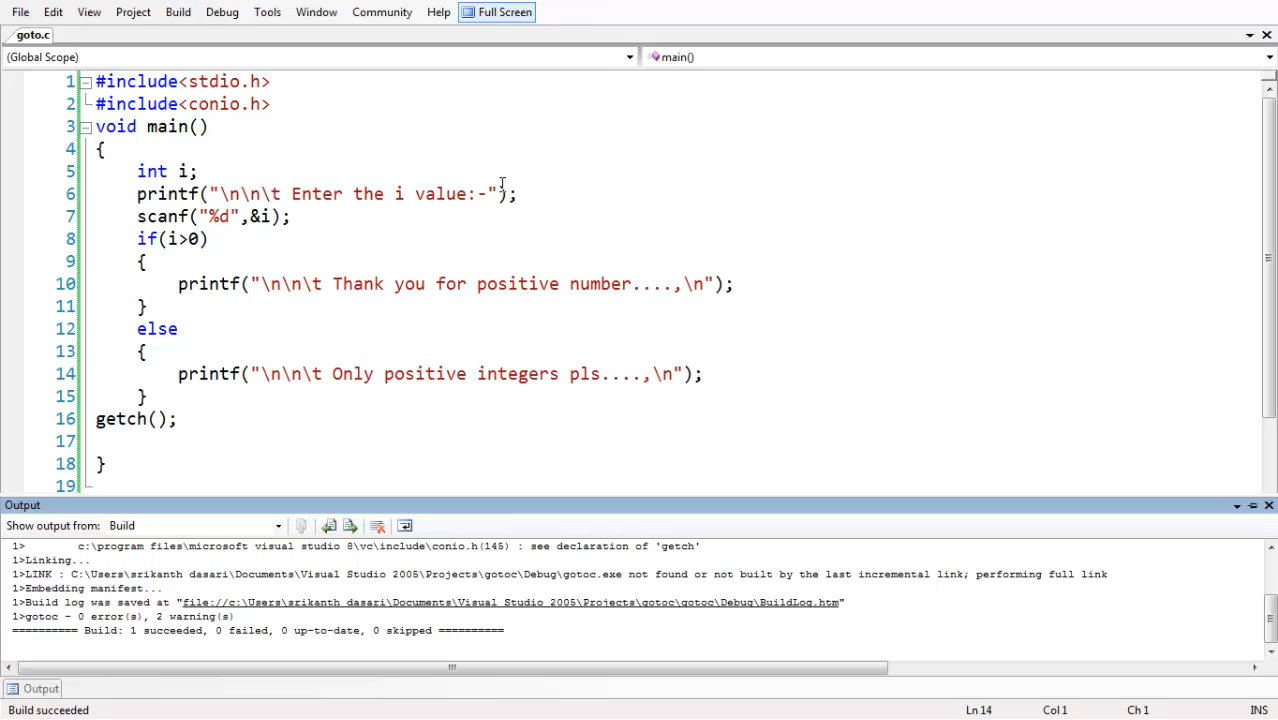 File Edit View Project Build Debug Tools Window Community Help Full Screen
goto.c
(Global Scope) main()
1 #include<stdio.h>
2 #include<conio.h>
3 void main()
4 {
5 int i;
6 printf("\n\n\t Enter the i value:-");
7 scanf("%d",&i);
8 if(i>0)
9 {
10 printf("\n\n\t Thank you for positive number....,\n");
11 }
12 else
13 {
14 printf("\n\n\t Only positive integers pls....,\n");
15 }
16 getch();
17
18 }
19
Output
Show output from: Build
1> c:\program files\microsoft visual studio 8\vc\include\conio.h(145) : see declaration of 'getch'
1>Linking...
1>LINK : C:\Users\srikanth dasari\Documents\Visual Studio 2005\Projects\gotoc\Debug\gotoc.exe not found or not built by the last incremental link; performing full link
1>Embedding manifest...
1>Build log was saved at "file://c:\Users\srikanth dasari\Documents\Visual Studio 2005\Projects\gotoc\gotoc\Debug\BuildLog.htm"
1>gotoc - 0 error(s), 2 warning(s)
========== Build: 1 succeeded, 0 failed, 0 up-to-date, 0 skipped ==========
Output
Build succeeded Ln 14 Col 1 Ch 1 INS